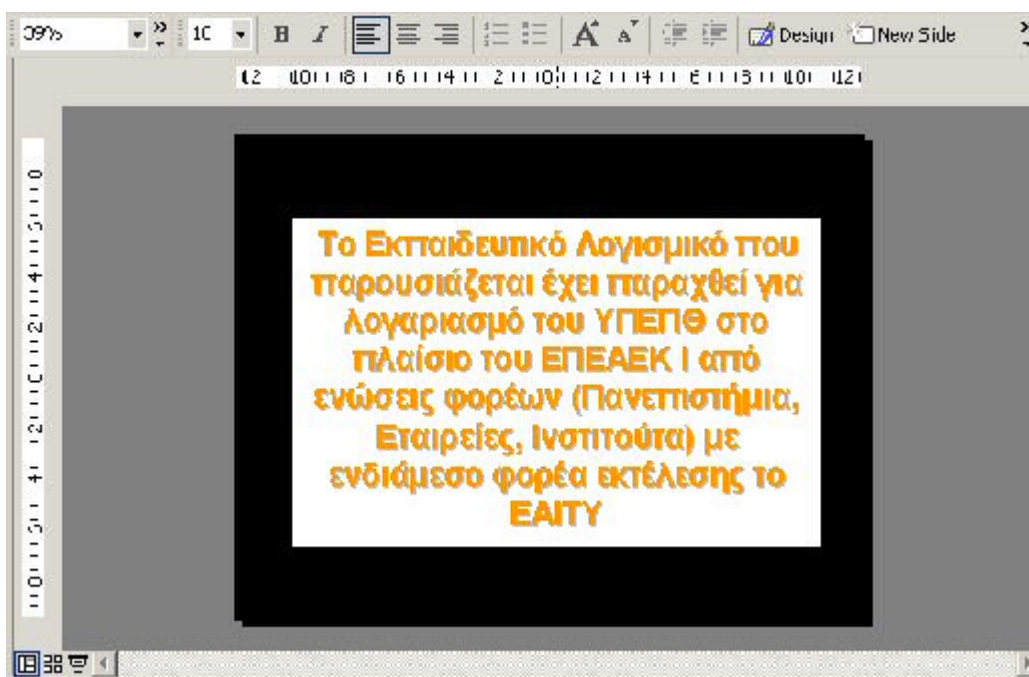 39%
10
B I
Design New Slide
Το Εκπαιδευτικό Λογισμικό που
παρουσιάζεται έχει παραχθεί για
λογαριασμό του ΥΠΕΠΘ στο
πλαίσιο του ΕΠΕΑΕΚ Ι από
ενώσεις φορέων (Πανεπιστήμια,
Εταιρείες, Ινστιτούτα) με
ενδιάμεσο φορέα εκτέλεσης το
ΕΑΙΤΥ